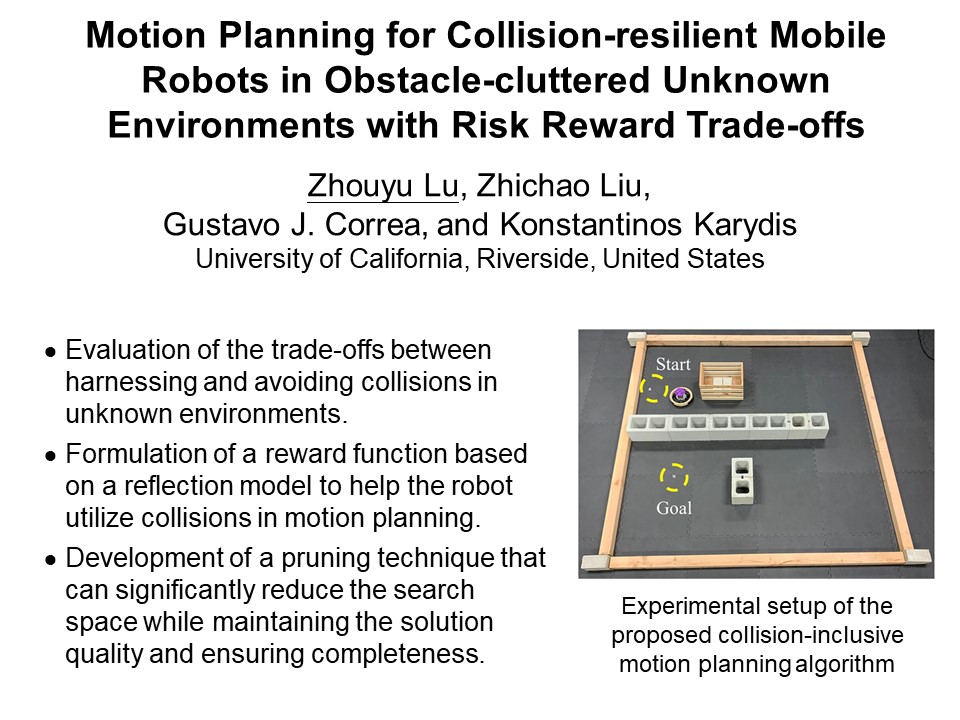 Motion Planning for Collision-resilient Mobile
Robots in Obstacle-cluttered Unknown
Environments with Risk Reward Trade-offs
Zhouyu Lu, Zhichao Liu,
Gustavo J. Correa, and Konstantinos Karydis
University of California, Riverside, United States
● Evaluation of the trade-offs between
harnessing and avoiding collisions in
unknown environments.
● Formulation of a reward function based
on a reflection model to help the robot
utilize collisions in motion planning.
● Development of a pruning technique that
can significantly reduce the search
space while maintaining the solution
quality and ensuring completeness.
Start
Goal
Experimental setup of the
proposed collision-inclusive
motion planning algorithm